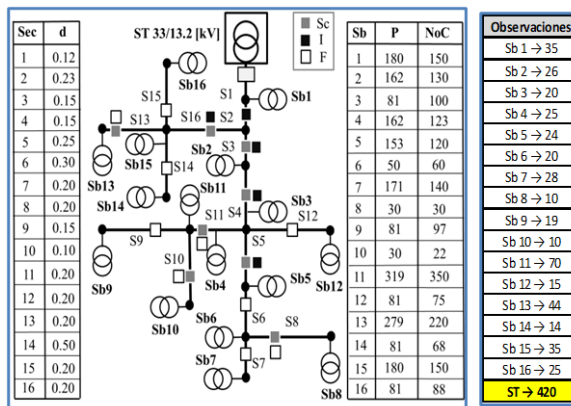 Sec d
1 0.12
2 0.23
3 0.15
4 0.15
5 0.25
6 0.30
7 0.20
8 0.20
9 0.15
10 0.10
11 0.20
12 0.20
13 0.20
14 0.50
15 0.20
16 0.20
ST 33/13.2 [kV]
Sc
I
F
Sb16
S1
Sb1
S15
S13
S16
S2
Sb15
Sb2
S3
Sb13
S14
Sb11
Sb14
Sb3
S11
S4
S12
S9
S5
S10
Sb9
Sb4
Sb12
Sb5
Sb10
Sb6
S6
S8
Sb7
S7
Sb8
Sb P NoC
1 180 150
2 162 130
3 81 100
4 162 123
5 153 120
6 50 60
7 171 140
8 30 30
9 81 97
10 30 22
11 319 350
12 81 75
13 279 220
14 81 68
15 180 150
16 81 88
Observaciones
Sb 1 → 35
Sb 2 → 26
Sb 3 → 20
Sb 4 → 25
Sb 5 → 24
Sb 6 → 20
Sb 7 → 28
Sb 8 → 10
Sb 9 → 19
Sb 10 → 10
Sb 11 → 70
Sb 12 → 15
Sb 13 → 44
Sb 14 → 14
Sb 15 → 35
Sb 16 → 25
ST → 420